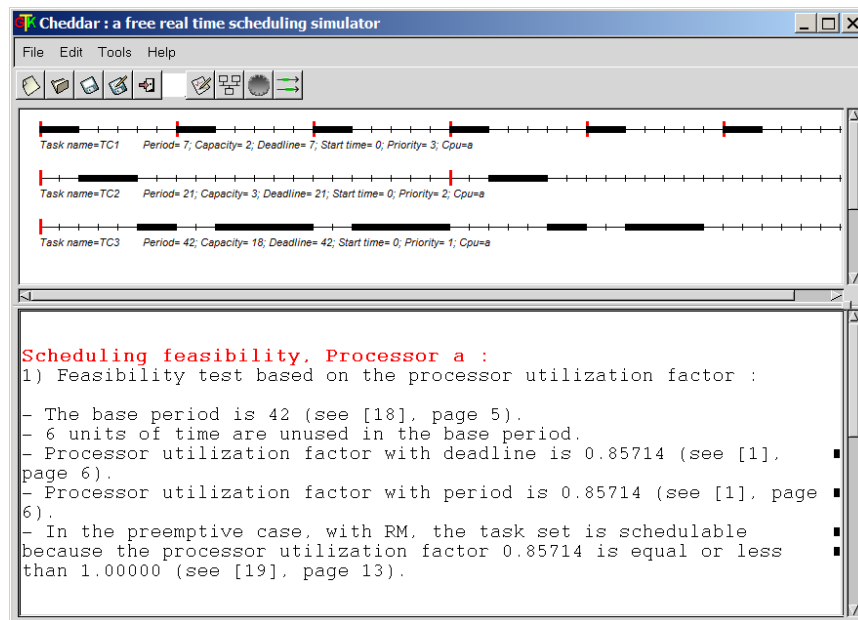 Cheddar : a free real time scheduling simulator
File Edit Tools Help
Task name=TC1 Period= 7; Capacity= 2; Deadline= 7; Start time= 0; Priority= 3; Cpu=a
Task name=TC2 Period= 21; Capacity= 3; Deadline= 21; Start time= 0; Priority= 2; Cpu=a
Task name=TC3 Period= 42; Capacity= 18; Deadline= 42; Start time= 0; Priority= 1; Cpu=a
Scheduling feasibility, Processor a :
1) Feasibility test based on the processor utilization factor :
- The base period is 42 (see [18], page 5).
- 6 units of time are unused in the base period.
- Processor utilization factor with deadline is 0.85714 (see [1],
page 6).
- Processor utilization factor with period is 0.85714 (see [1], page
6).
- In the preemptive case, with RM, the task set is schedulable
because the processor utilization factor 0.85714 is equal or less
than 1.00000 (see [19], page 13).